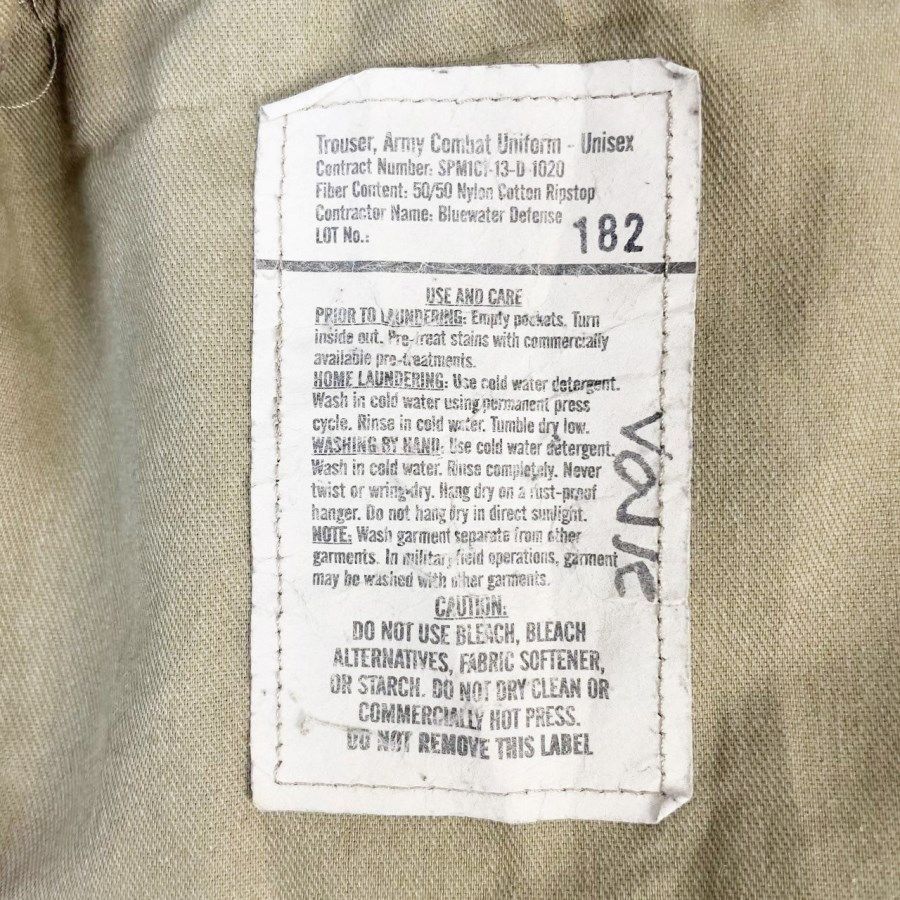 Trouser, Army Combat Uniform - Unisex
Contract Number: SPM1C1-13-D-1020
Fiber Content: 50/50 Nylon Cotton Ripstop
Contractor Name: Bluewater Defense
LOT No.: 182
USE AND CARE
PRIOR TO LAUNDERING: Empty pockets. Turn
inside out. Pre-treat stains with commercially
available pre-treatments.
HOME LAUNDERING: Use cold water detergent.
Wash in cold water using permanent press
cycle. Rinse in cold water. Tumble dry low.
WASHING BY HAND: Use cold water detergent.
Wash in cold water. Rinse completely. Never
twist or wring-dry. Hang dry on a rust-proof
hanger. Do not hang dry in direct sunlight.
NOTE: Wash garment separate from other
garments. In military field operations, garment
may be washed with other garments.
CAUTION:
DO NOT USE BLEACH, BLEACH
ALTERNATIVES, FABRIC SOFTENER,
OR STARCH. DO NOT DRY CLEAN OR
COMMERCIALLY HOT PRESS.
DO NOT REMOVE THIS LABEL